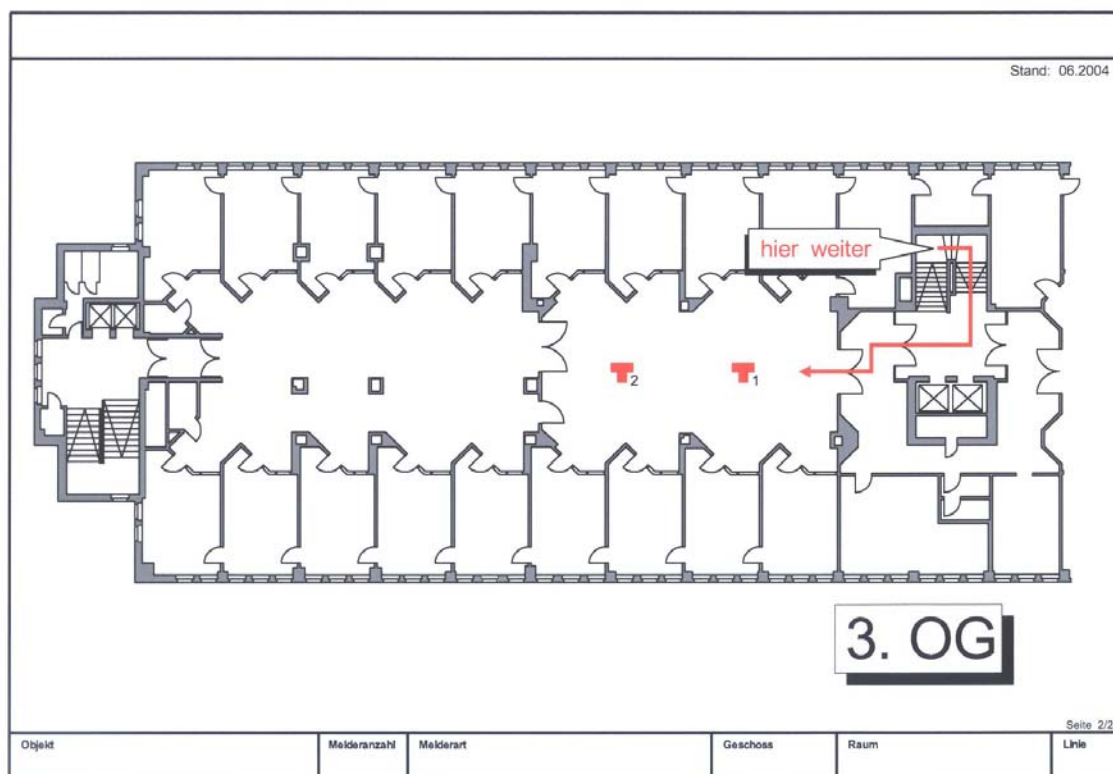 Stand: 06.2004
hier weiter
2
1
3. OG
Seite 2/2
Objekt
Melderanzahl
Melderart
Geschoss
Raum
Linie